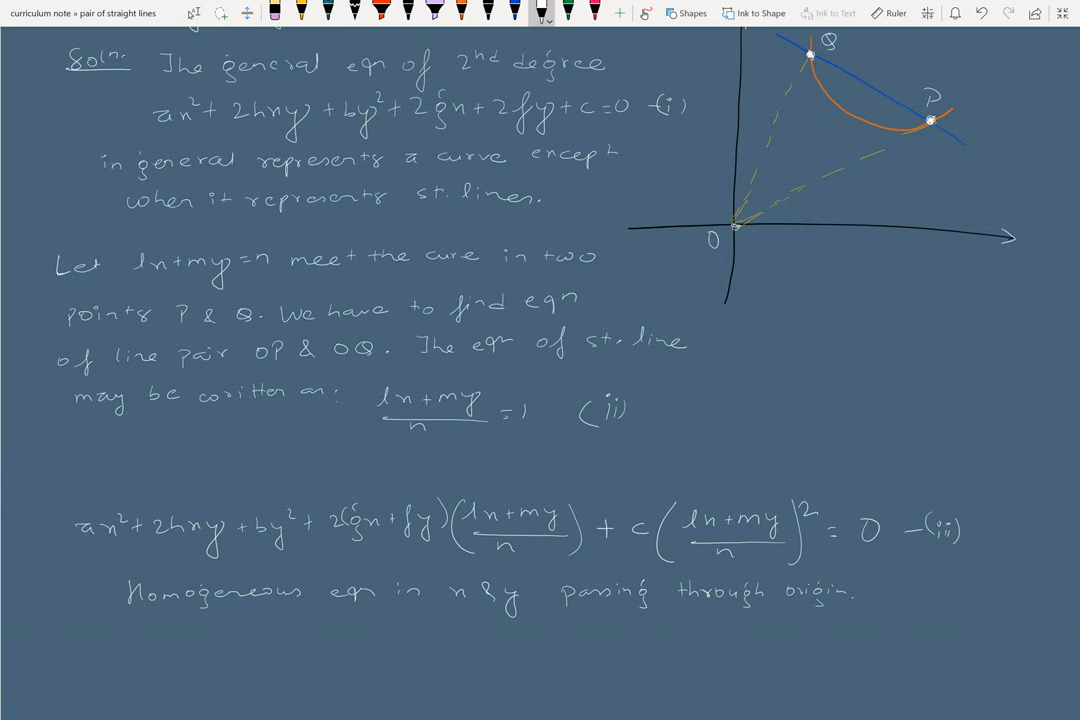 curriculum note » pair of straight lines
Shapes Ink to Shape Ink to Text Ruler
Soln. The general eqn of 2nd degree
ax² + 2hxy + by² + 2gx + 2fy + c = 0 -(i)
in general represents a curve except
when it represents st. lines.
Q
P
O
Let lx+my=n meet the cure in two
points P & Q. We have to find eqn
of line pair OP & OQ. The eqn of st. line
may be written as: (lx + my)/n = 1 (ii)
ax² + 2hxy + by² + 2(gx + fy)((lx + my)/n) + c((lx + my)/n)² = 0 -(iii)
Homogeneous eqn in x & y passing through origin.